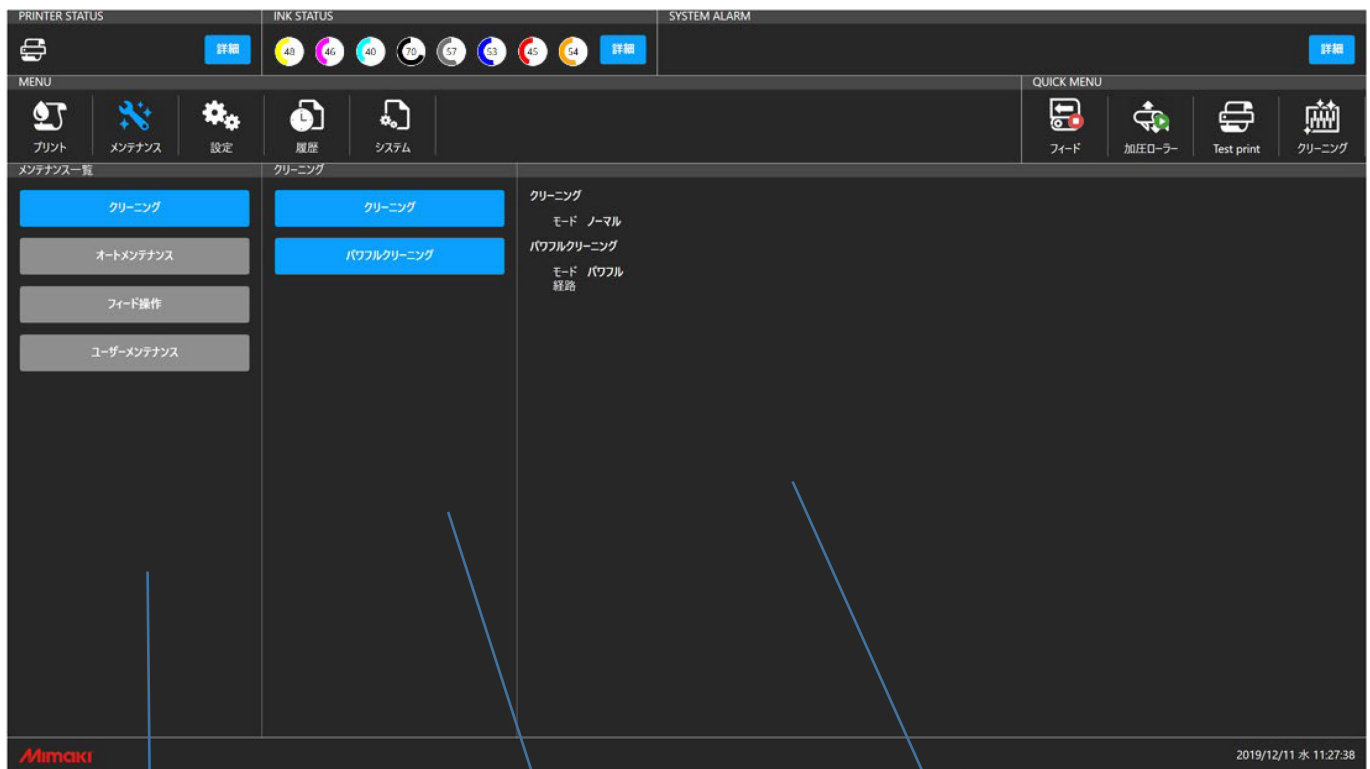 PRINTER STATUS
INK STATUS
SYSTEM ALARM
詳細
48 46 40 70 57 53 45 54
詳細
詳細
MENU
QUICK MENU
プリント
メンテナンス
設定
履歴
システム
フィード
加圧ローラー
Test print
クリーニング
メンテナンス一覧
クリーニング
クリーニング
オートメンテナンス
フィード操作
ユーザーメンテナンス
クリーニング
パワフルクリーニング
クリーニング
モード ノーマル
パワフルクリーニング
モード パワフル
経路
Mimaki
2019/12/11 水 11:27:38